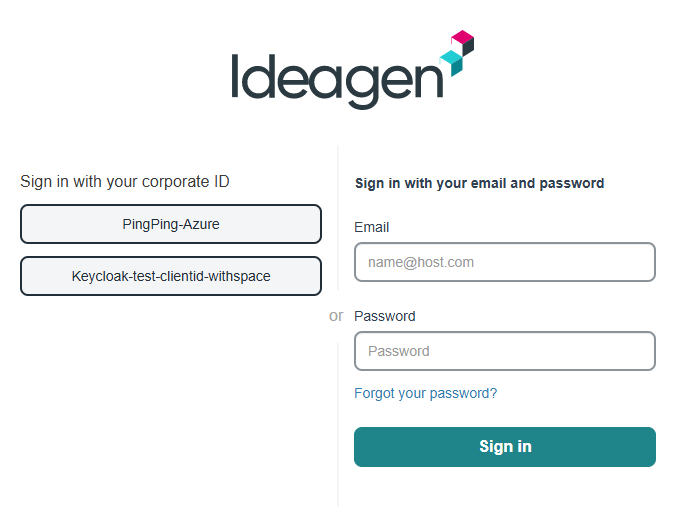 Ideagen
Sign in with your corporate ID
PingPing-Azure
Keycloak-test-clientid-withspace
or
Sign in with your email and password
Email
name@host.com
Password
Password
Forgot your password?
Sign in